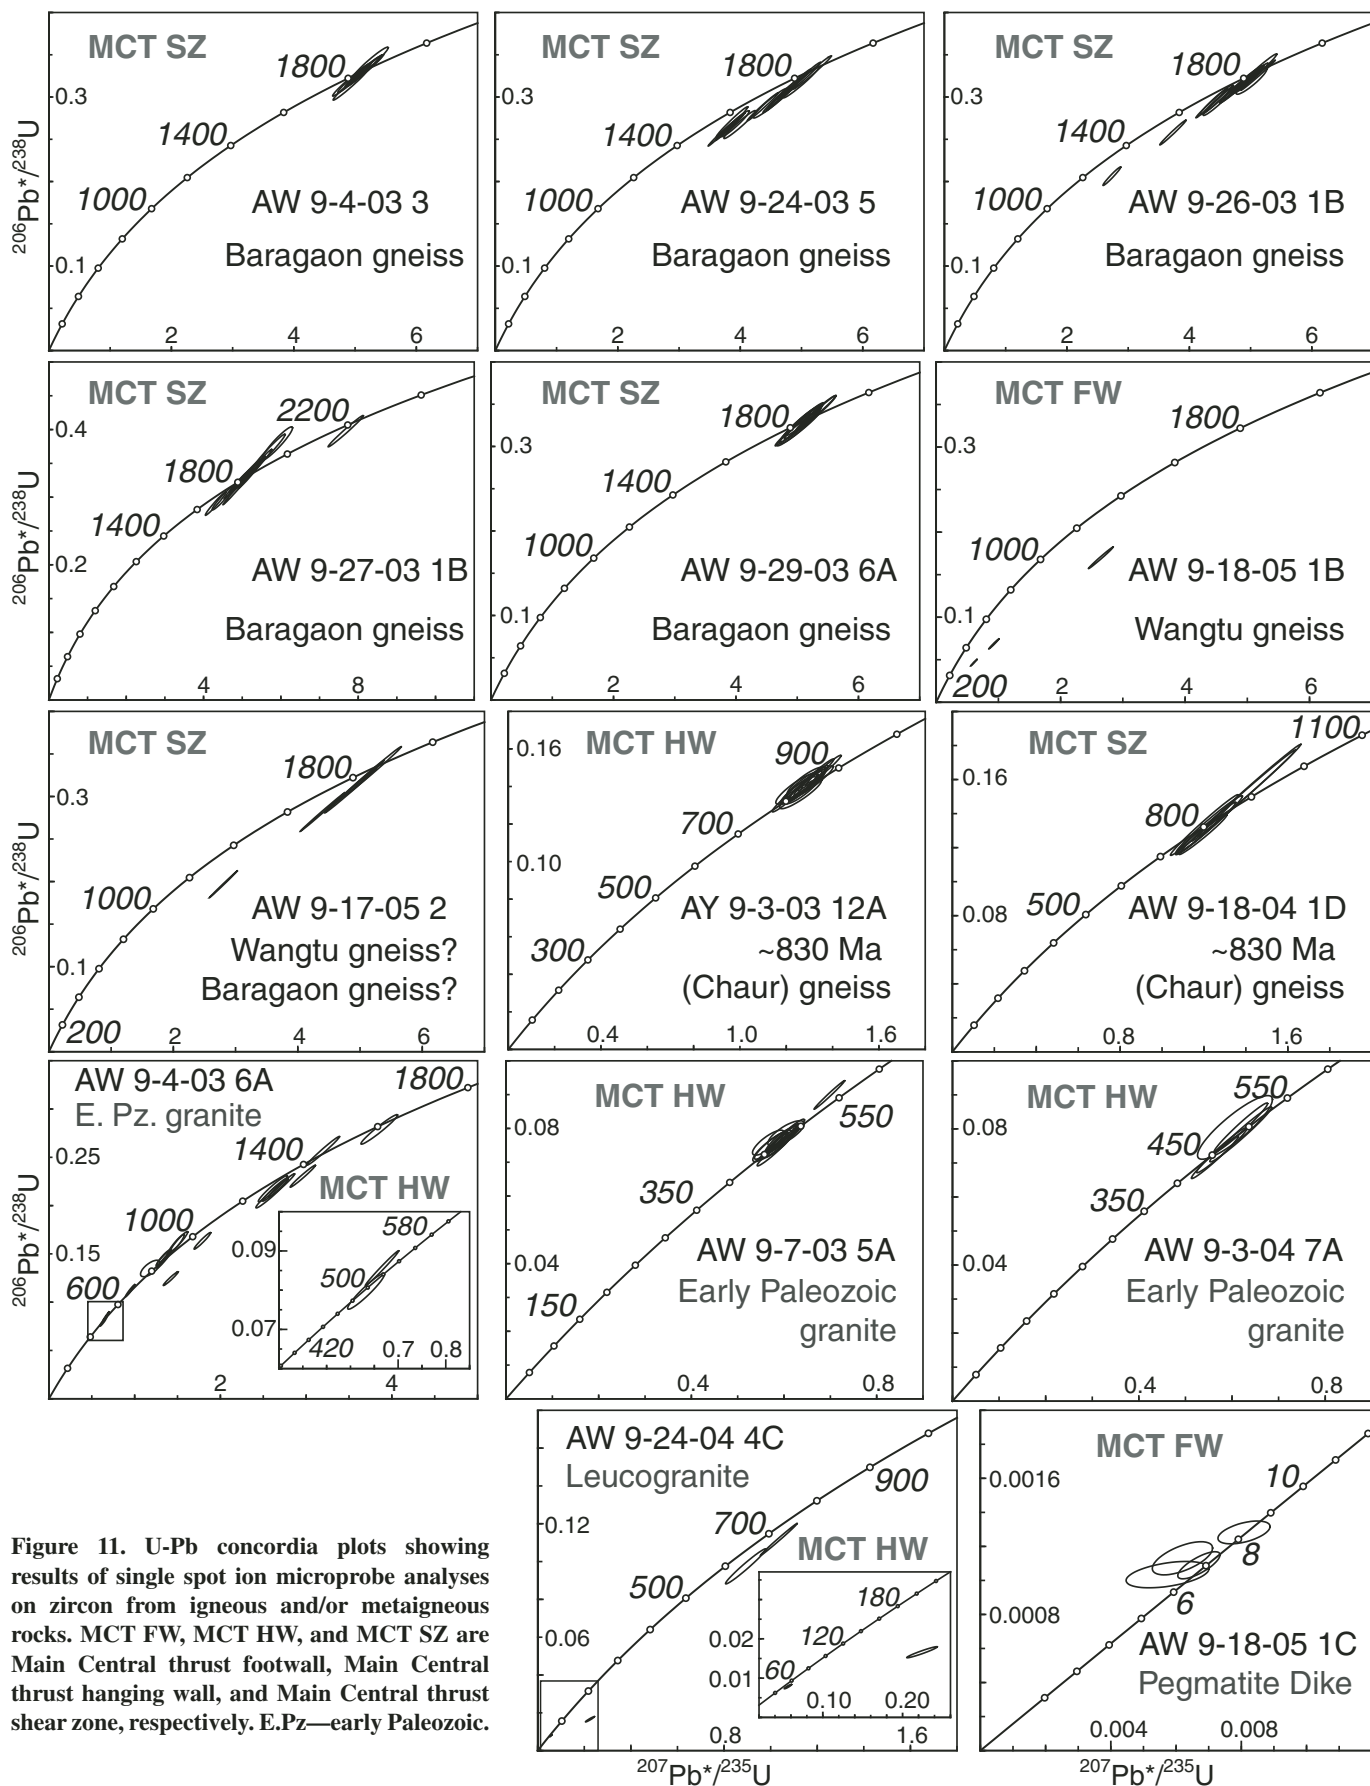 MCT SZ
1800
0.3
1400
1000
AW 9-4-03 3
Baragaon gneiss
0.1
2 4 6
206Pb*/238U
MCT SZ
1800
0.3
1400
1000
AW 9-24-03 5
Baragaon gneiss
0.1
2 4 6
MCT SZ
1800
0.3
1400
1000
AW 9-26-03 1B
Baragaon gneiss
0.1
2 4 6
MCT SZ
2200
0.4
1800
1400
0.2
AW 9-27-03 1B
Baragaon gneiss
4 8
206Pb*/238U
MCT SZ
1800
0.3
1400
1000
AW 9-29-03 6A
Baragaon gneiss
0.1
2 4 6
MCT FW
1800
0.3
1000
AW 9-18-05 1B
0.1
Wangtu gneiss
200
2 4 6
MCT SZ
1800
0.3
1000
AW 9-17-05 2
Wangtu gneiss?
0.1
Baragaon gneiss?
200
2 4 6
206Pb*/238U
MCT HW
0.16
900
700
0.10
500
AY 9-3-03 12A
300
~830 Ma
(Chaur) gneiss
0.4 1.0 1.6
MCT SZ
1100
0.16
800
500
0.08
AW 9-18-04 1D
~830 Ma
(Chaur) gneiss
0.8 1.6
AW 9-4-03 6A
E. Pz. granite
1800
0.25
1400
MCT HW
1000
0.15
600
580
0.09
500
0.07
420
0.7 0.8
2 4
206Pb*/238U
MCT HW
0.08
550
350
0.04
AW 9-7-03 5A
150
Early Paleozoic
granite
0.4 0.8
MCT HW
550
0.08
450
350
0.04
AW 9-3-04 7A
Early Paleozoic
granite
0.4 0.8
AW 9-24-04 4C
Leucogranite
900
0.12
700
MCT HW
500
0.06
180
0.02
120
0.01
60
0.10 0.20
0.8 1.6
207Pb*/235U
MCT FW
0.0016
10
8
0.0008
6
AW 9-18-05 1C
Pegmatite Dike
0.004 0.008
Figure 11. U-Pb concordia plots showing
results of single spot ion microprobe analyses
on zircon from igneous and/or metaigneous
rocks. MCT FW, MCT HW, and MCT SZ are
Main Central thrust footwall, Main Central
thrust hanging wall, and Main Central thrust
shear zone, respectively. E.Pz—early Paleozoic.